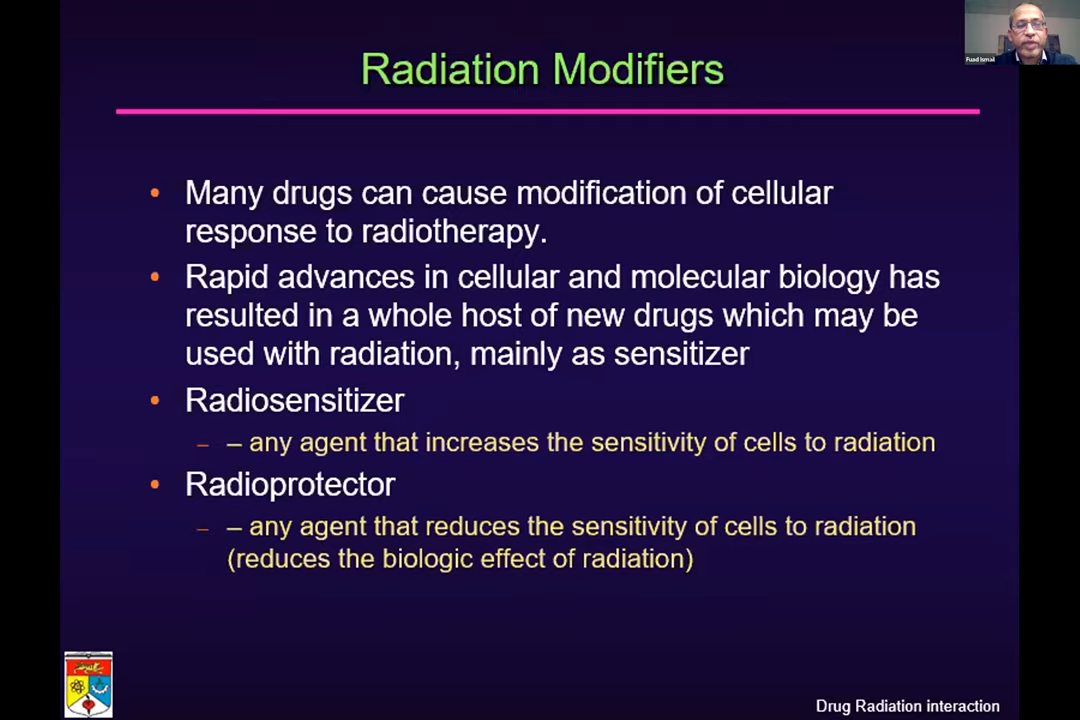 Radiation Modifiers
Fuad Ismail
• Many drugs can cause modification of cellular
response to radiotherapy.
• Rapid advances in cellular and molecular biology has
resulted in a whole host of new drugs which may be
used with radiation, mainly as sensitizer
• Radiosensitizer
– – any agent that increases the sensitivity of cells to radiation
• Radioprotector
– – any agent that reduces the sensitivity of cells to radiation
(reduces the biologic effect of radiation)
Drug Radiation interaction